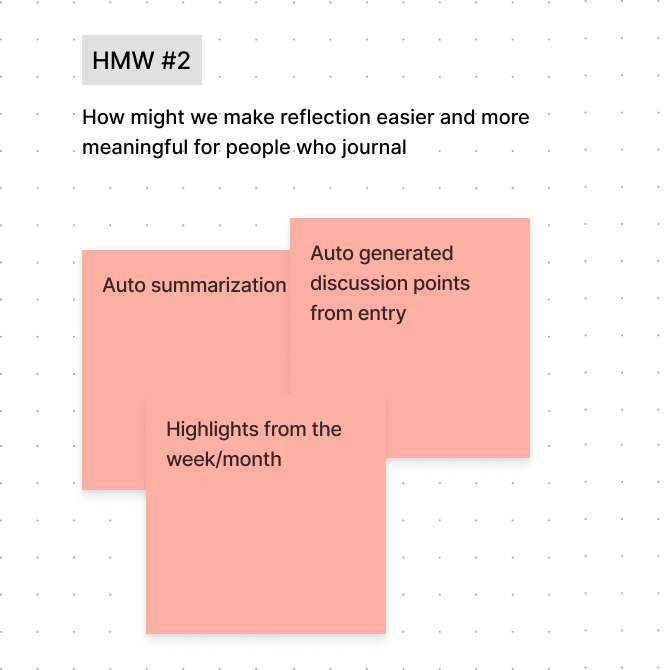 HMW #2
How might we make reflection easier and more
meaningful for people who journal
Auto summarization
Auto generated
discussion points
from entry
Highlights from the
week/month